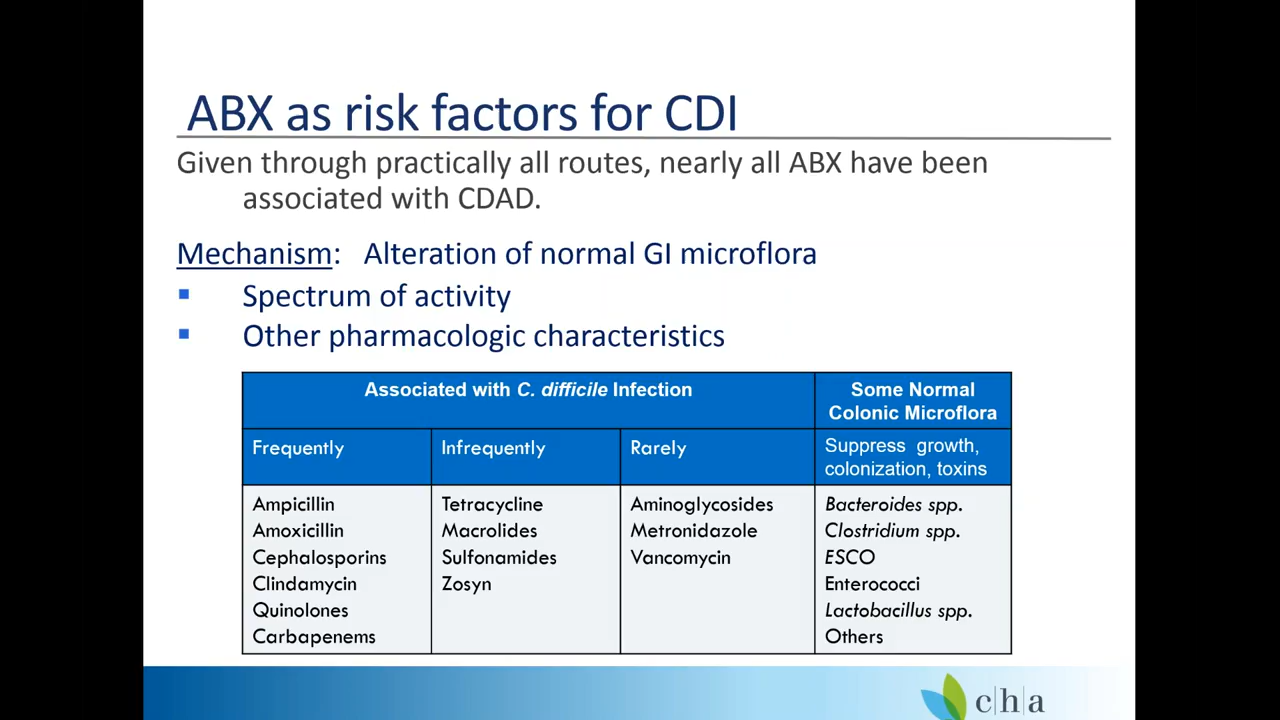 ABX as risk factors for CDI
Given through practically all routes, nearly all ABX have been
associated with CDAD.
Mechanism: Alteration of normal GI microflora
▪ Spectrum of activity
▪ Other pharmacologic characteristics
Associated with C. difficile Infection
Some Normal
Colonic Microflora
Frequently
Infrequently
Rarely
Suppress growth,
colonization, toxins
Ampicillin
Amoxicillin
Cephalosporins
Clindamycin
Quinolones
Carbapenems
Tetracycline
Macrolides
Sulfonamides
Zosyn
Aminoglycosides
Metronidazole
Vancomycin
Bacteroides spp.
Clostridium spp.
ESCO
Enterococci
Lactobacillus spp.
Others
c|h|a